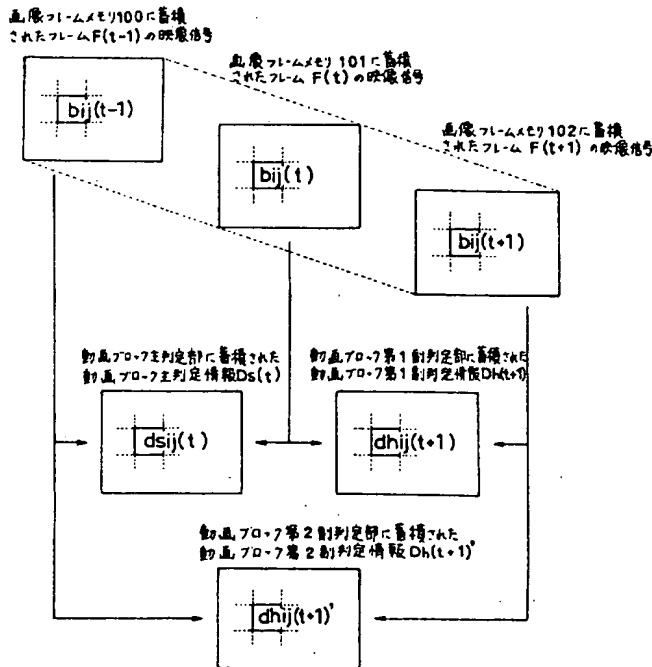 画像フレームメモリ100に蓄積
されたフレームF(t-1)の映像信号
bij(t-1)
画像フレームメモリ101に蓄積
されたフレーム F(t)の映像信号
bij(t)
画像フレームメモリ102に蓄積
されたフレーム F(t+1)の映像信号
bij(t+1)
動画ブロック主判定部に蓄積された
動画ブロック主判定情報Ds(t)
dsij(t)
動画ブロック第1副判定部に蓄積された
動画ブロック第1副判定情報Dh(t+1)
dhij(t+1)
動画ブロック第2副判定部に蓄積された
動画ブロック第2副判定情報Dh(t+1)'
dhij(t+1)'